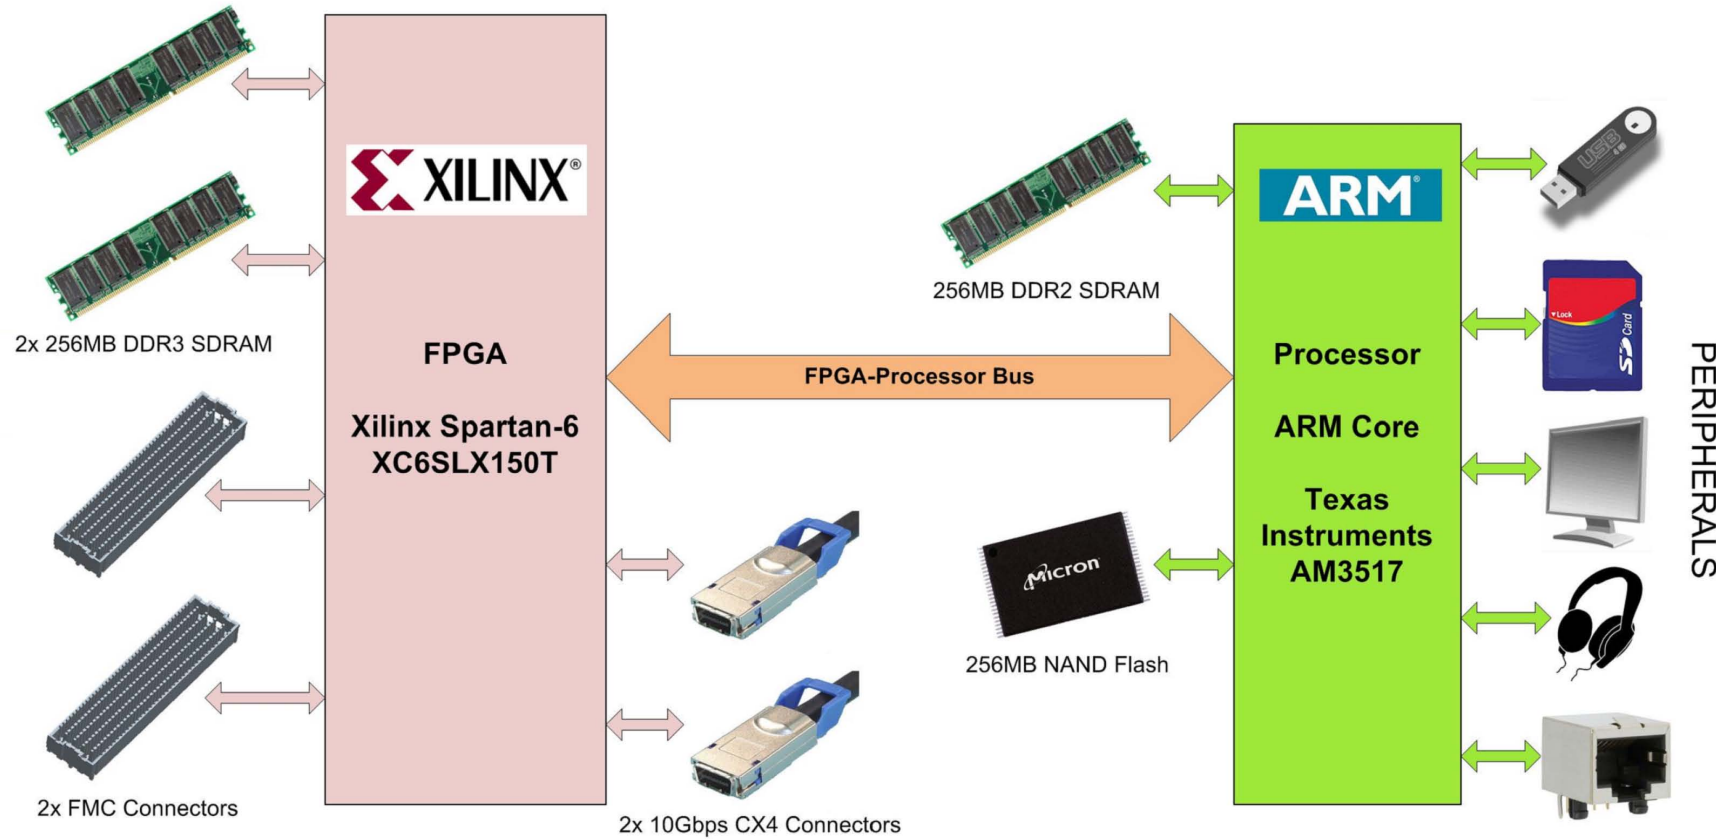 XILINX®
FPGA
Xilinx Spartan-6
XC6SLX150T
2x 256MB DDR3 SDRAM
2x FMC Connectors
2x 10Gbps CX4 Connectors
FPGA-Processor Bus
256MB DDR2 SDRAM
Micron
256MB NAND Flash
ARM®
Processor
ARM Core
Texas
Instruments
AM3517
USB
Lock
SD Card
PERIPHERALS